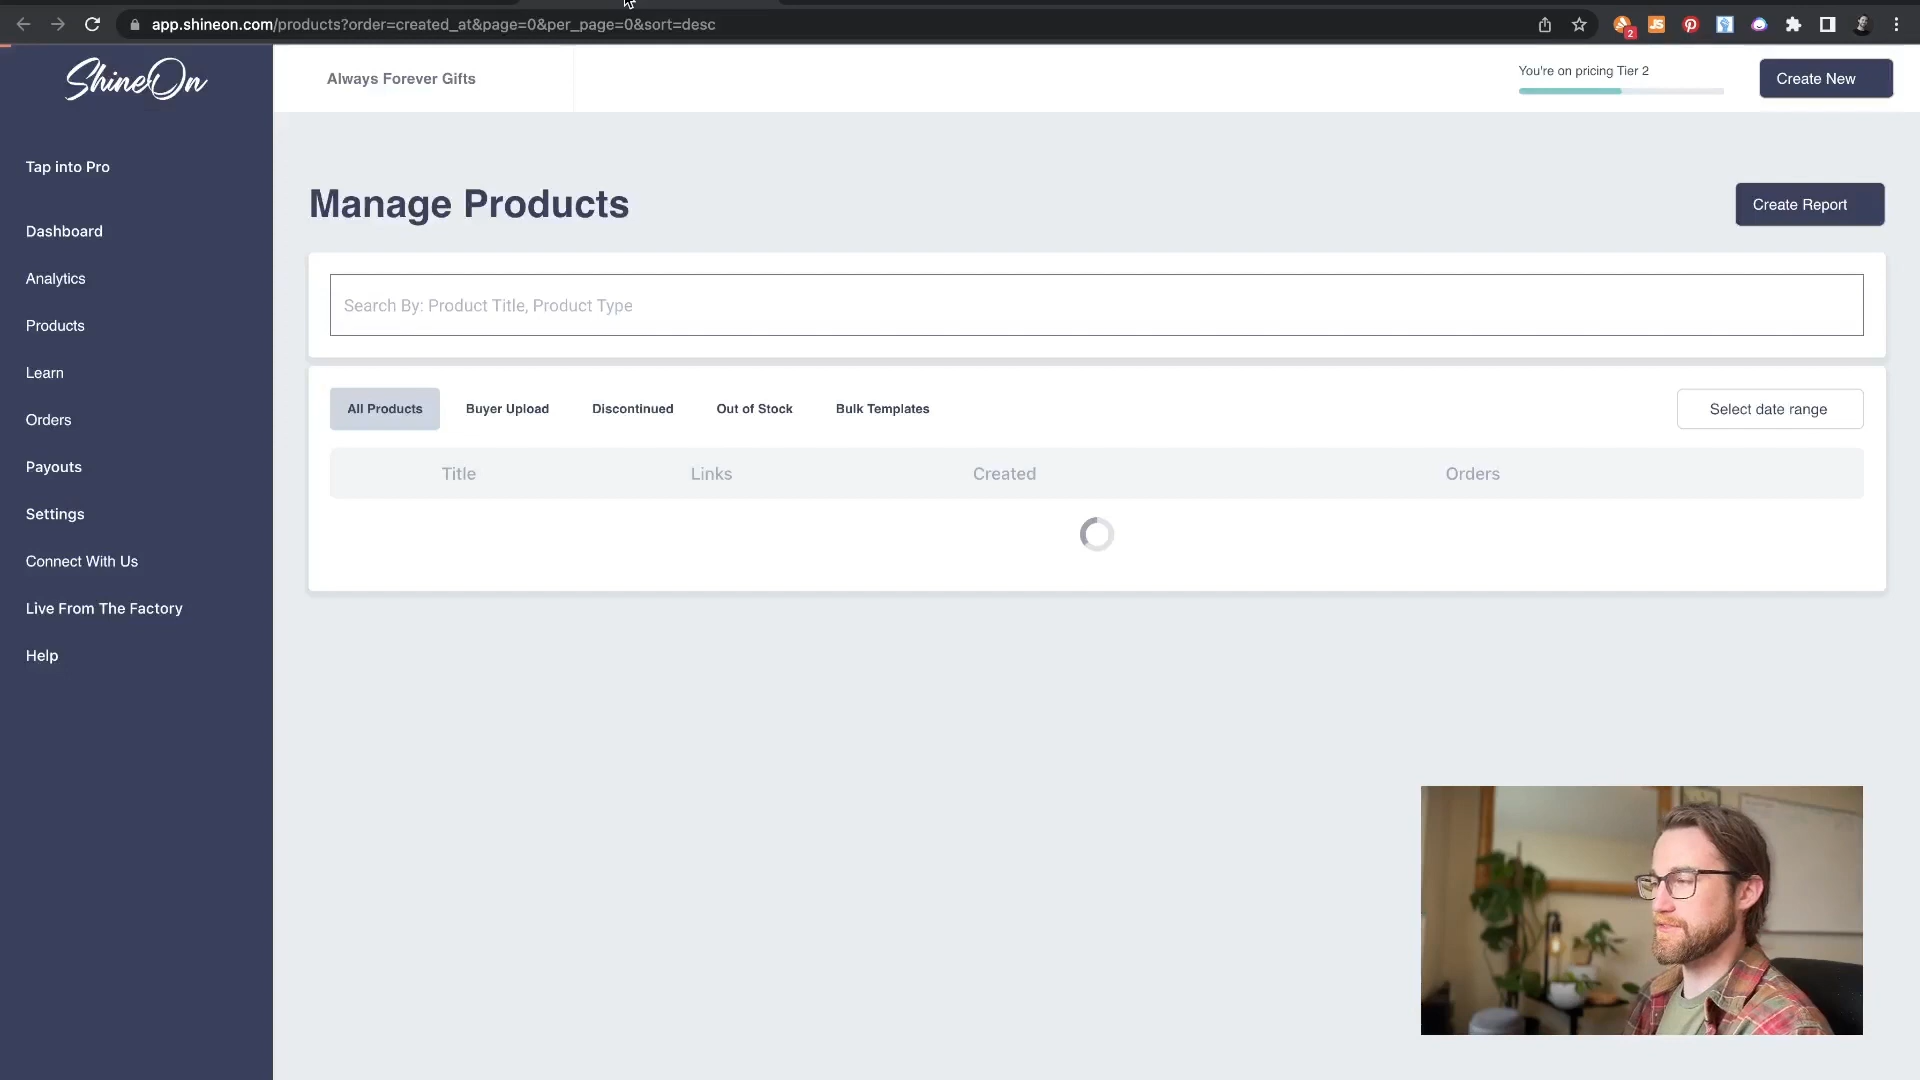 app.shineon.com/products?order=created_at&page=0&per_page=0&sort=desc
2
JS
ShineOn
Always Forever Gifts
You're on pricing Tier 2
Create New
Tap into Pro
Dashboard
Analytics
Products
Learn
Orders
Payouts
Settings
Connect With Us
Live From The Factory
Help
Manage Products
Create Report
Search By: Product Title, Product Type
All Products
Buyer Upload
Discontinued
Out of Stock
Bulk Templates
Select date range
Title
Links
Created
Orders